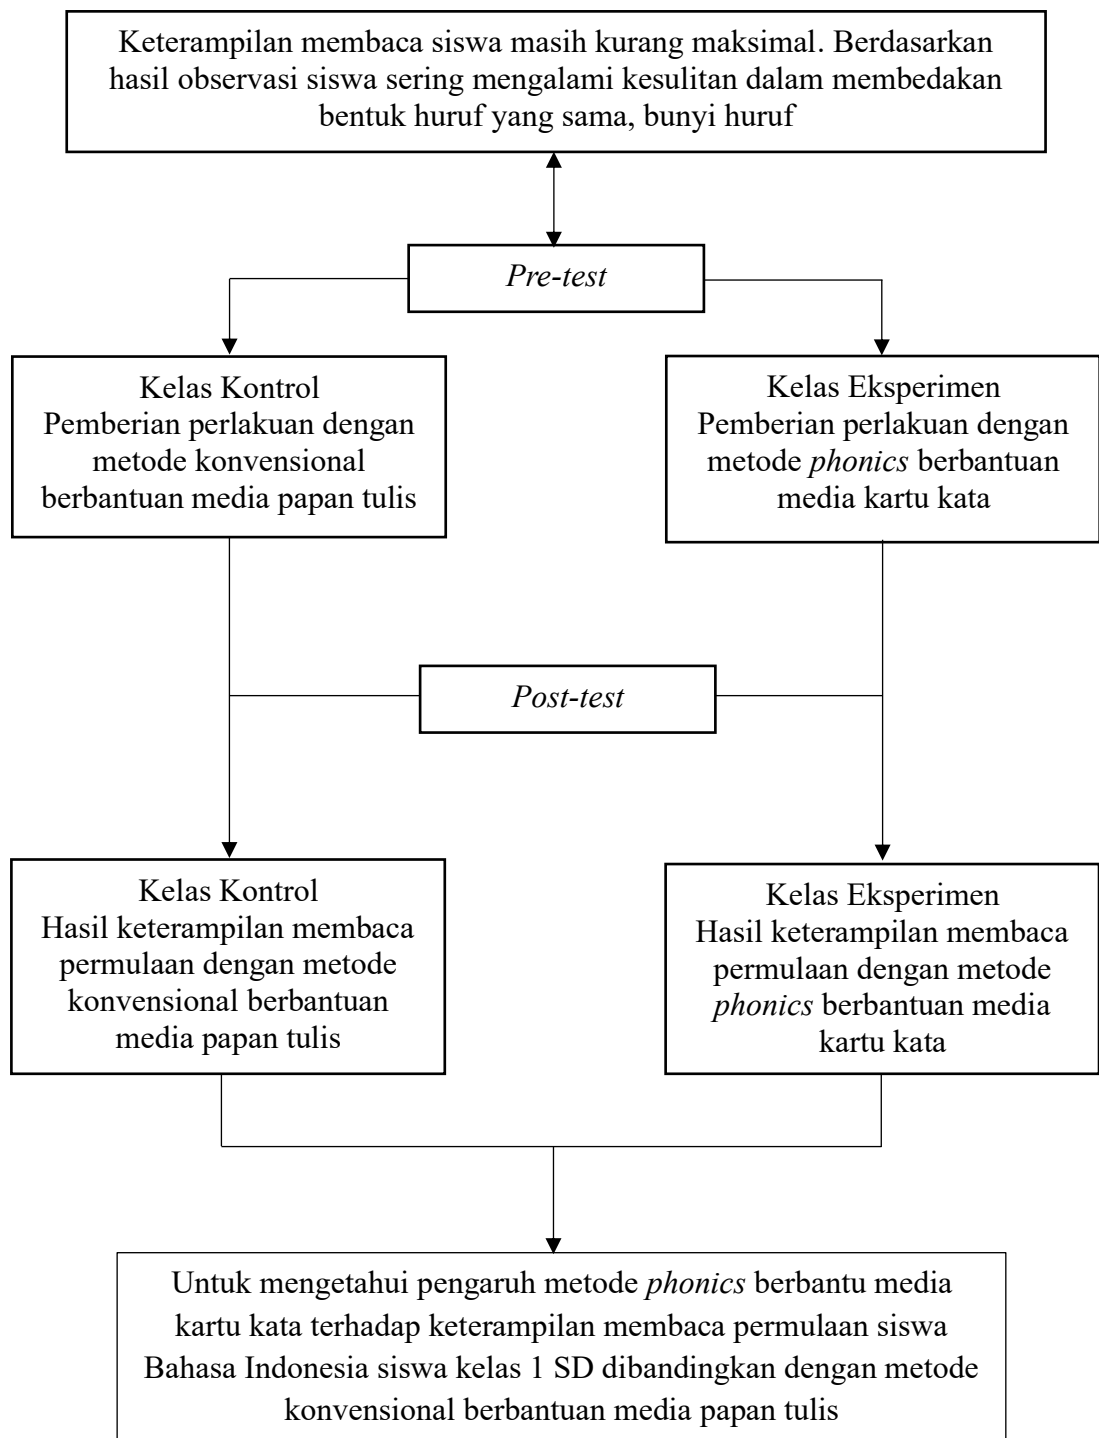 Keterampilan membaca siswa masih kurang maksimal. Berdasarkan
hasil observasi siswa sering mengalami kesulitan dalam membedakan
bentuk huruf yang sama, bunyi huruf
Pre-test
Kelas Kontrol
Pemberian perlakuan dengan
metode konvensional
berbantuan media papan tulis
Kelas Eksperimen
Pemberian perlakuan dengan
metode phonics berbantuan
media kartu kata
Post-test
Kelas Kontrol
Hasil keterampilan membaca
permulaan dengan metode
konvensional berbantuan
media papan tulis
Kelas Eksperimen
Hasil keterampilan membaca
permulaan dengan metode
phonics berbantuan media
kartu kata
Untuk mengetahui pengaruh metode phonics berbantu media
kartu kata terhadap keterampilan membaca permulaan siswa
Bahasa Indonesia siswa kelas 1 SD dibandingkan dengan metode
konvensional berbantuan media papan tulis